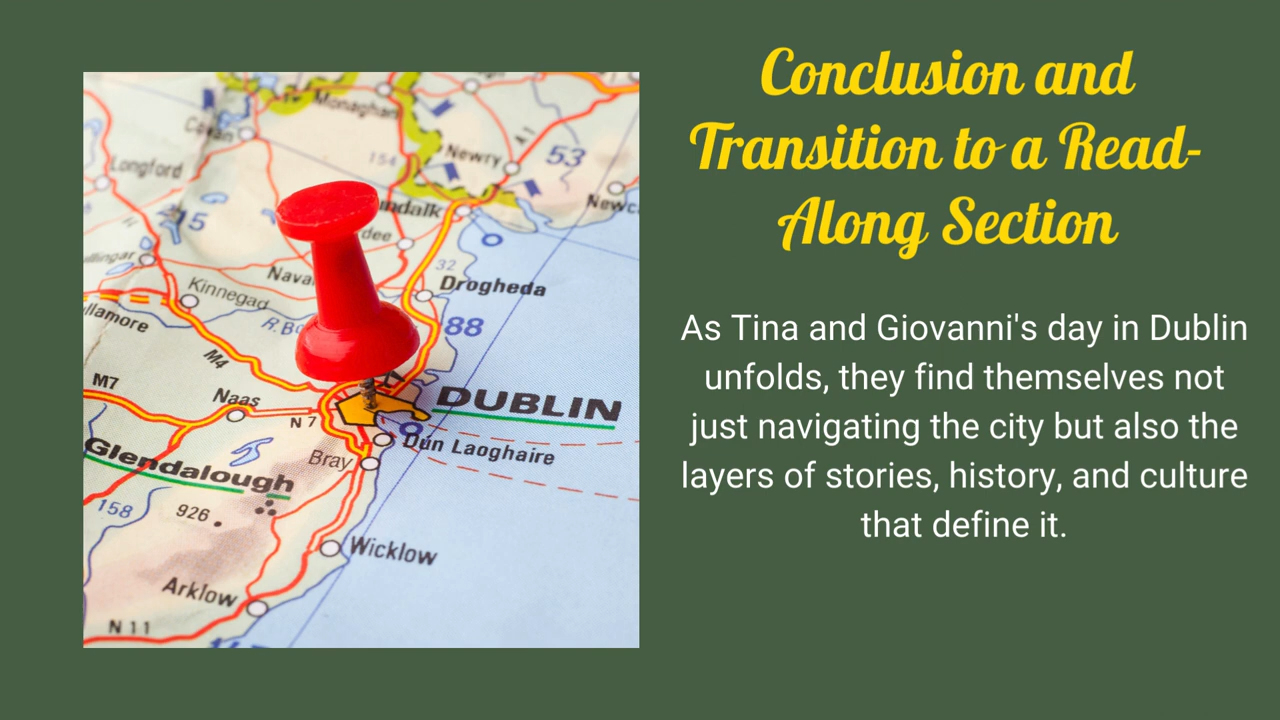 Conclusion and
Transition to a Read-
Along Section
As Tina and Giovanni's day in Dublin
unfolds, they find themselves not
just navigating the city but also the
layers of stories, history, and culture
that define it.
Monaghan
Cavan
Longford
154
Newry
A1
53
Newc
ndalk
dee
15
llingar
32
Navan
Drogheda
Kinnegad
R.Bo
88
llamore
M4
M7
Naas
N 7
DUBLIN
Dún Laoghaire
Bray
Glendalough
158
926
Wicklow
Arklow
N 11